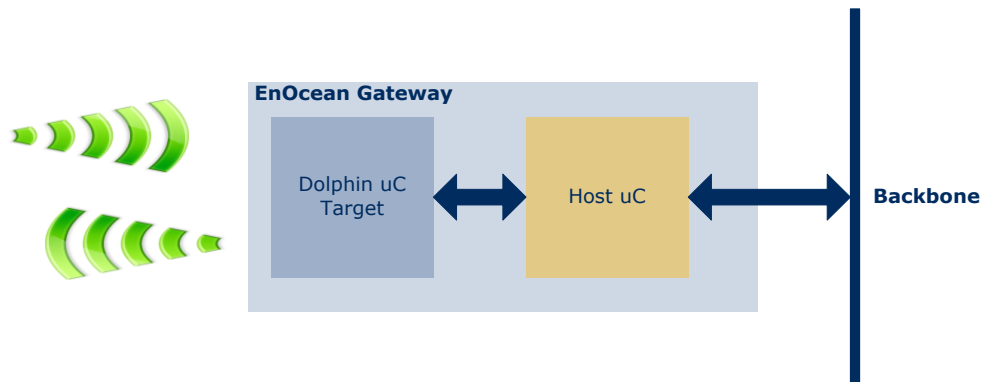 EnOcean Gateway
Dolphin uC
Target
Host uC
Backbone